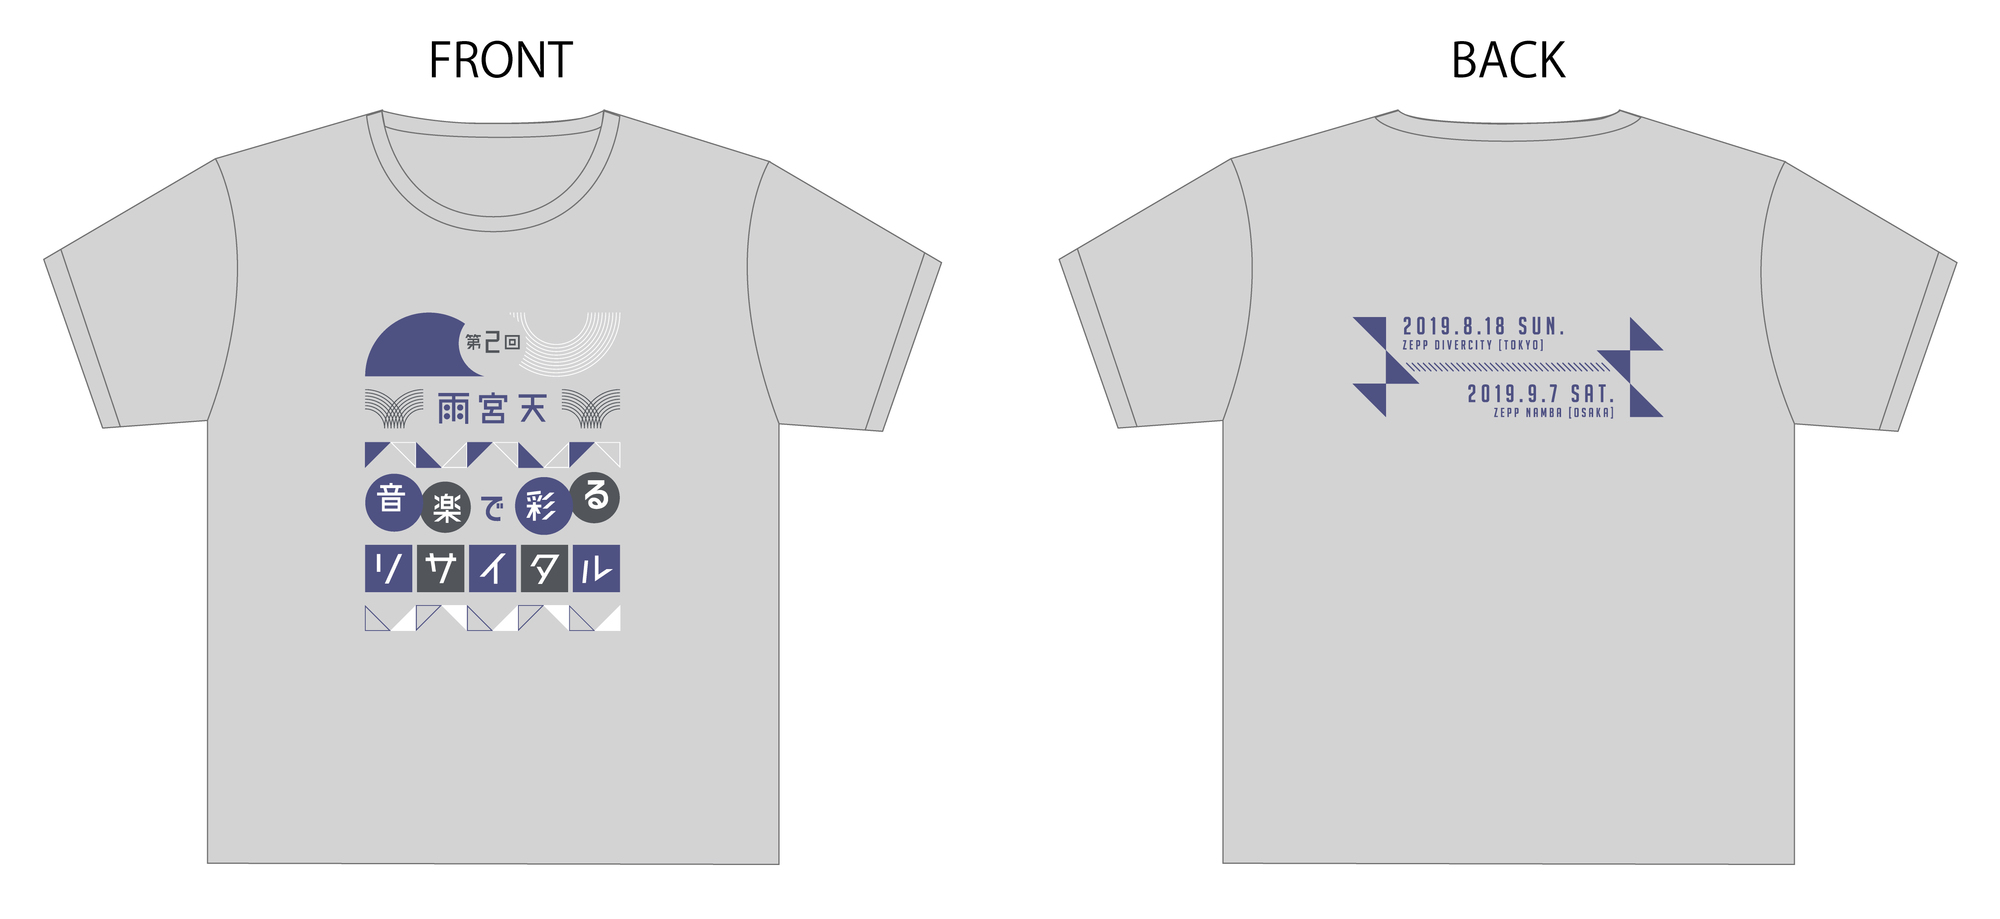 FRONT
第2回
雨宮天
音楽で彩る
リサイタル
BACK
2019.8.18 SUN.
ZEPP DIVERCITY [TOKYO]
2019.9.7 SAT.
ZEPP NAMBA [OSAKA]